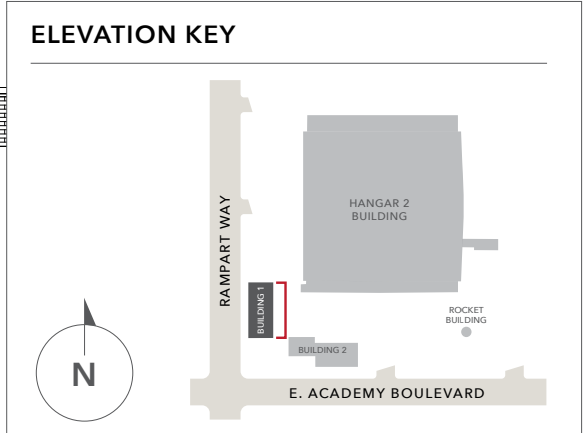 ELEVATION KEY
RAMPART WAY
HANGAR 2
BUILDING
BUILDING 1
ROCKET
BUILDING
BUILDING 2
N
E. ACADEMY BOULEVARD